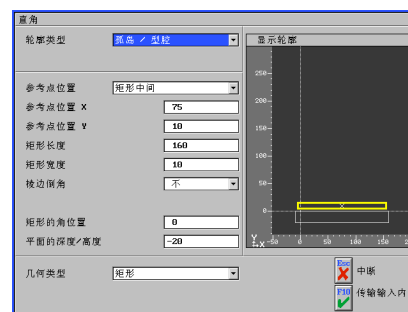 直角
轮廓类型 孤岛 / 型腔
显示轮廓
参考点位置 矩形中间
参考点位置 X 75
参考点位置 Y 10
矩形长度 160
矩形宽度 10
棱边倒角 不
矩形的角位置 0
平面的深度/高度 -20
几何类型 矩形
250
200
150
100
50
0
Y
X -50 0 50 100 150 2
Esc 中断
F10 传输输入内